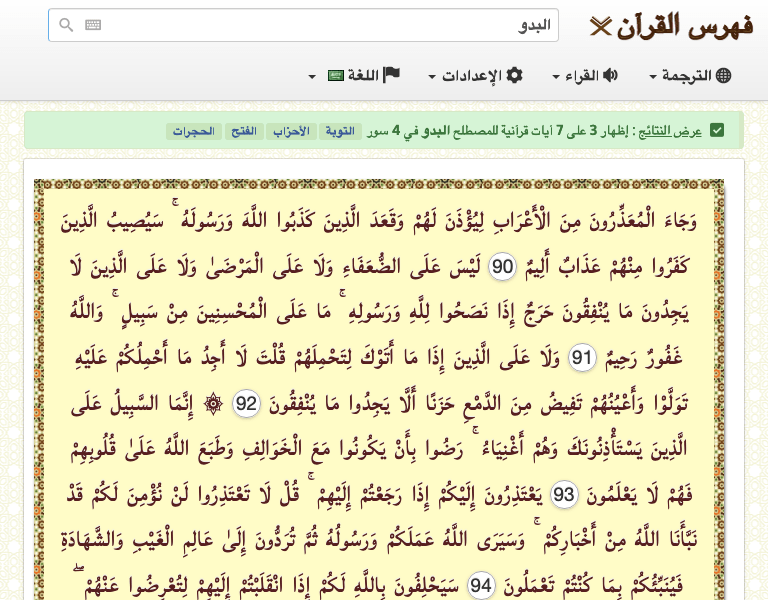 فهرس القرآن
البدو
الترجمة القراء الإعدادات اللغة
عرض النتائج : إظهار 3 على 7 أيات قرآنية للمصطلح البدو في 4 سور التوبة الأحزاب الفتح الحجرات
وَجَاءَ الْمُعَذِّرُونَ مِنَ الْأَعْرَابِ لِيُؤْذَنَ لَهُمْ وَقَعَدَ الَّذِينَ كَذَبُوا اللَّهَ وَرَسُولَهُ ۚ سَيُصِيبُ الَّذِينَ
كَفَرُوا مِنْهُمْ عَذَابٌ أَلِيمٌ 90 لَيْسَ عَلَى الضُّعَفَاءِ وَلَا عَلَى الْمَرْضَىٰ وَلَا عَلَى الَّذِينَ لَا
يَجِدُونَ مَا يُنْفِقُونَ حَرَجٌ إِذَا نَصَحُوا لِلَّهِ وَرَسُولِهِ ۚ مَا عَلَى الْمُحْسِنِينَ مِنْ سَبِيلٍ ۚ وَاللَّهُ
غَفُورٌ رَحِيمٌ 91 وَلَا عَلَى الَّذِينَ إِذَا مَا أَتَوْكَ لِتَحْمِلَهُمْ قُلْتَ لَا أَجِدُ مَا أَحْمِلُكُمْ عَلَيْهِ
تَوَلَّوْا وَأَعْيُنُهُمْ تَفِيضُ مِنَ الدَّمْعِ حَزَنًا أَلَّا يَجِدُوا مَا يُنْفِقُونَ 92 ۞ إِنَّمَا السَّبِيلُ عَلَى
الَّذِينَ يَسْتَأْذِنُونَكَ وَهُمْ أَغْنِيَاءُ ۚ رَضُوا بِأَنْ يَكُونُوا مَعَ الْخَوَالِفِ وَطَبَعَ اللَّهُ عَلَىٰ قُلُوبِهِمْ
فَهُمْ لَا يَعْلَمُونَ 93 يَعْتَذِرُونَ إِلَيْكُمْ إِذَا رَجَعْتُمْ إِلَيْهِمْ ۚ قُلْ لَا تَعْتَذِرُوا لَنْ نُؤْمِنَ لَكُمْ قَدْ
نَبَّأَنَا اللَّهُ مِنْ أَخْبَارِكُمْ ۚ وَسَيَرَى اللَّهُ عَمَلَكُمْ وَرَسُولُهُ ثُمَّ تُرَدُّونَ إِلَىٰ عَالِمِ الْغَيْبِ وَالشَّهَادَةِ
فَيُنَبِّئُكُمْ بِمَا كُنْتُمْ تَعْمَلُونَ 94 سَيَحْلِفُونَ بِاللَّهِ لَكُمْ إِذَا انْقَلَبْتُمْ إِلَيْهِمْ لِتُعْرِضُوا عَنْهُمْ ۖ